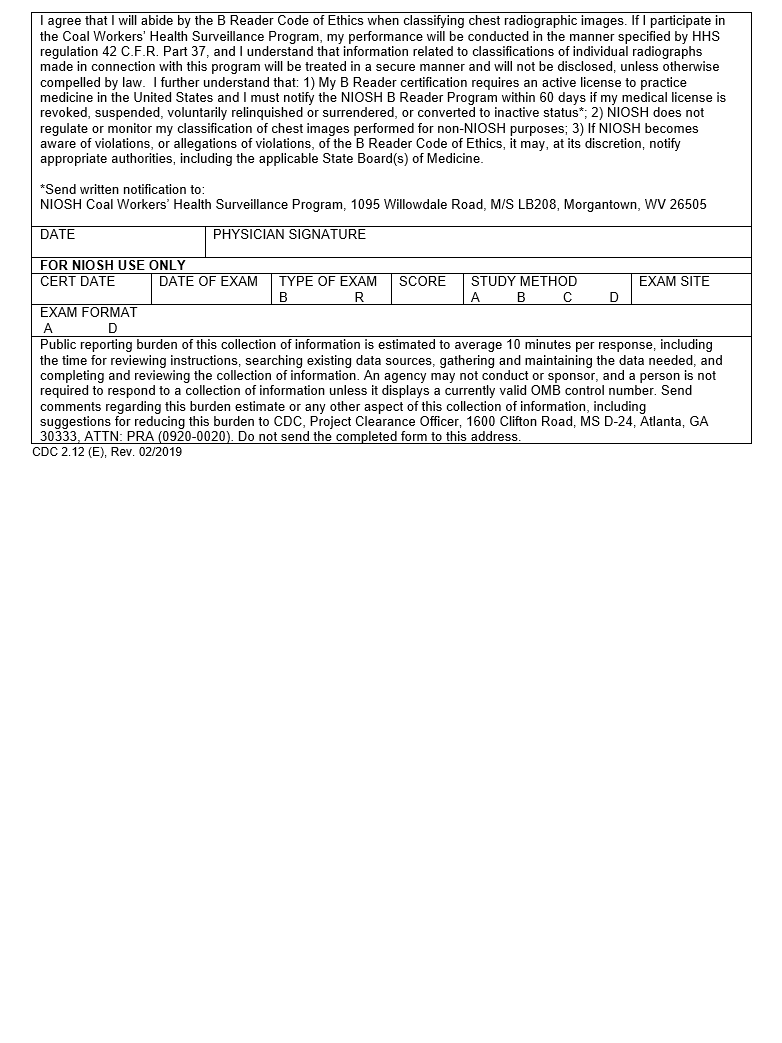 I agree that I will abide by the B Reader Code of Ethics when classifying chest radiographic images. If I participate in
the Coal Workers' Health Surveillance Program, my performance will be conducted in the manner specified by HHS
regulation 42 C.F.R. Part 37, and I understand that information related to classifications of individual radiographs
made in connection with this program will be treated in a secure manner and will not be disclosed, unless otherwise
compelled by law.  I further understand that: 1) My B Reader certification requires an active license to practice
medicine in the United States and I must notify the NIOSH B Reader Program within 60 days if my medical license is
revoked, suspended, voluntarily relinquished or surrendered, or converted to inactive status*; 2) NIOSH does not
regulate or monitor my classification of chest images performed for non-NIOSH purposes; 3) If NIOSH becomes
aware of violations, or allegations of violations, of the B Reader Code of Ethics, it may, at its discretion, notify
appropriate authorities, including the applicable State Board(s) of Medicine.
*Send written notification to:
NIOSH Coal Workers' Health Surveillance Program, 1095 Willowdale Road, M/S LB208, Morgantown, WV 26505
DATE PHYSICIAN SIGNATURE
FOR NIOSH USE ONLY
CERT DATE DATE OF EXAM TYPE OF EXAM SCORE STUDY METHOD EXAM SITE
B R A B C D
EXAM FORMAT
A D
Public reporting burden of this collection of information is estimated to average 10 minutes per response, including
the time for reviewing instructions, searching existing data sources, gathering and maintaining the data needed, and
completing and reviewing the collection of information. An agency may not conduct or sponsor, and a person is not
required to respond to a collection of information unless it displays a currently valid OMB control number. Send
comments regarding this burden estimate or any other aspect of this collection of information, including
suggestions for reducing this burden to CDC, Project Clearance Officer, 1600 Clifton Road, MS D-24, Atlanta, GA
30333, ATTN: PRA (0920-0020). Do not send the completed form to this address.
CDC 2.12 (E), Rev. 02/2019